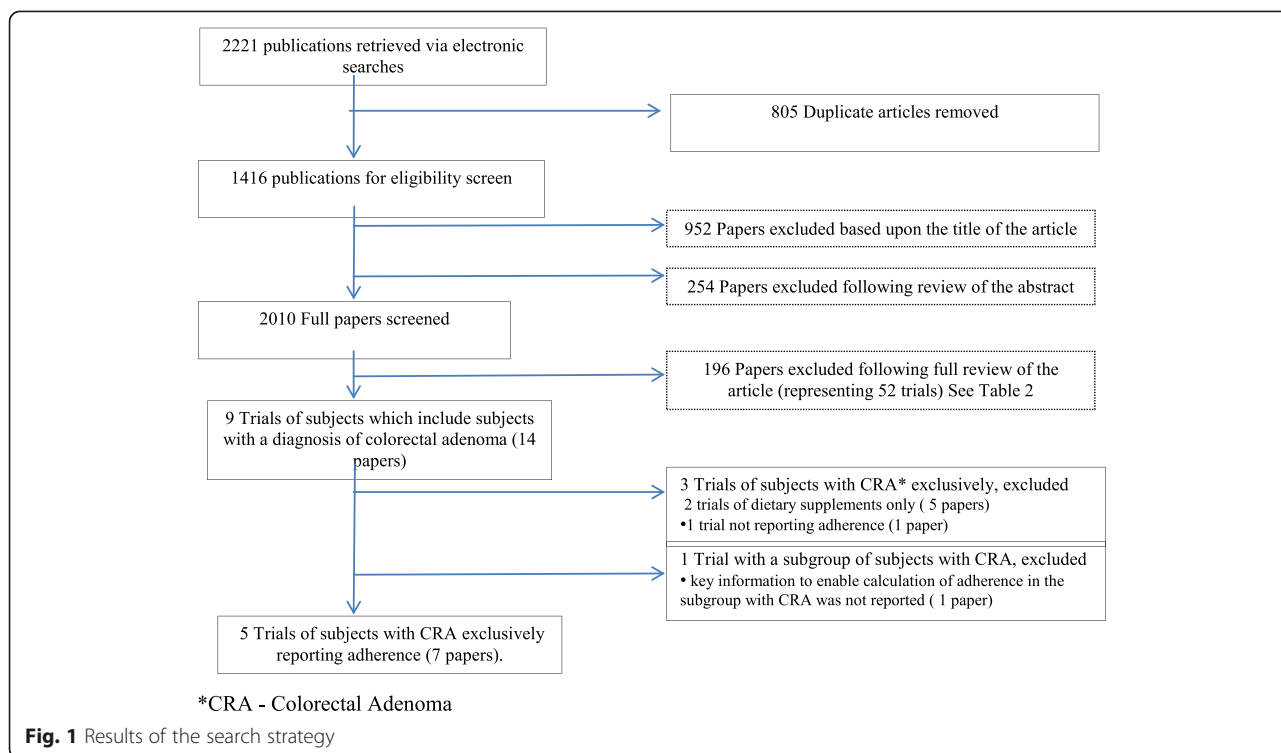 2221 publications retrieved via electronic
searches
805 Duplicate articles removed
1416 publications for eligibility screen
952 Papers excluded based upon the title of the article
254 Papers excluded following review of the abstract
2010 Full papers screened
196 Papers excluded following full review of the
article (representing 52 trials) See Table 2
9 Trials of subjects which include subjects
with a diagnosis of colorectal adenoma (14
papers)
3 Trials of subjects with CRA* exclusively, excluded
2 trials of dietary supplements only ( 5 papers)
•1 trial not reporting adherence (1 paper)
1 Trial with a subgroup of subjects with CRA, excluded
• key information to enable calculation of adherence in the
subgroup with CRA was not reported ( 1 paper)
5 Trials of subjects with CRA exclusively
reporting adherence (7 papers).
*CRA - Colorectal Adenoma
Fig. 1 Results of the search strategy